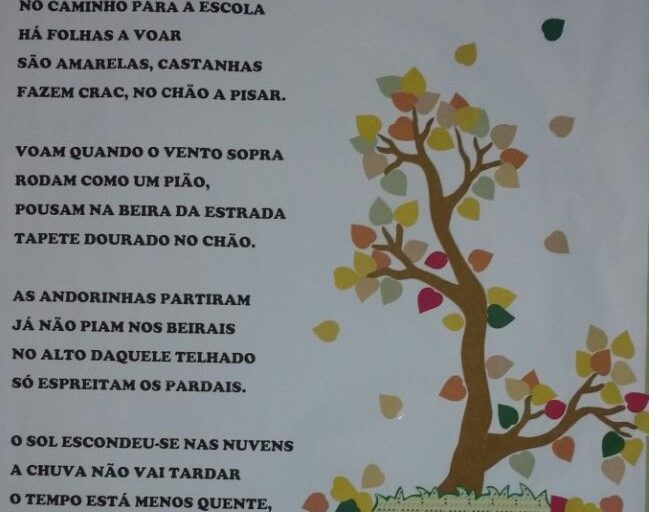 NO CAMINHO PARA A ESCOLA
HÁ FOLHAS A VOAR
SÃO AMARELAS, CASTANHAS
FAZEM CRAC, NO CHÃO A PISAR.
VOAM QUANDO O VENTO SOPRA
RODAM COMO UM PIÃO,
POUSAM NA BEIRA DA ESTRADA
TAPETE DOURADO NO CHÃO.
AS ANDORINHAS PARTIRAM
JÁ NÃO PIAM NOS BEIRAIS
NO ALTO DAQUELE TELHADO
SÓ ESPREITAM OS PARDAIS.
O SOL ESCONDEU-SE NAS NUVENS
A CHUVA NÃO VAI TARDAR
O TEMPO ESTÁ MENOS QUENTE,